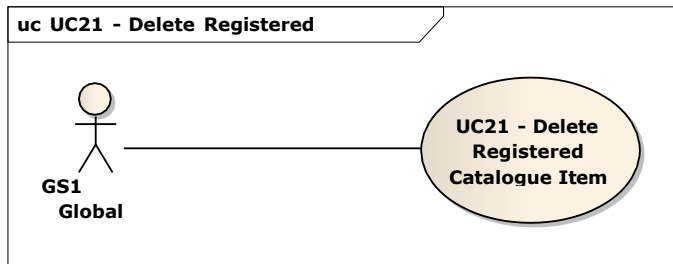 uc UC21 - Delete Registered
UC21 - Delete
Registered
Catalogue Item
GS1
Global